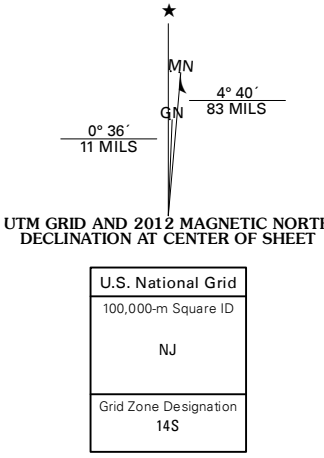 ★
MN
GN
4° 40´
83 MILS
0° 36´
11 MILS
UTM GRID AND 2012 MAGNETIC NORTH
DECLINATION AT CENTER OF SHEET
U.S. National Grid
100,000-m Square ID
NJ
Grid Zone Designation
14S